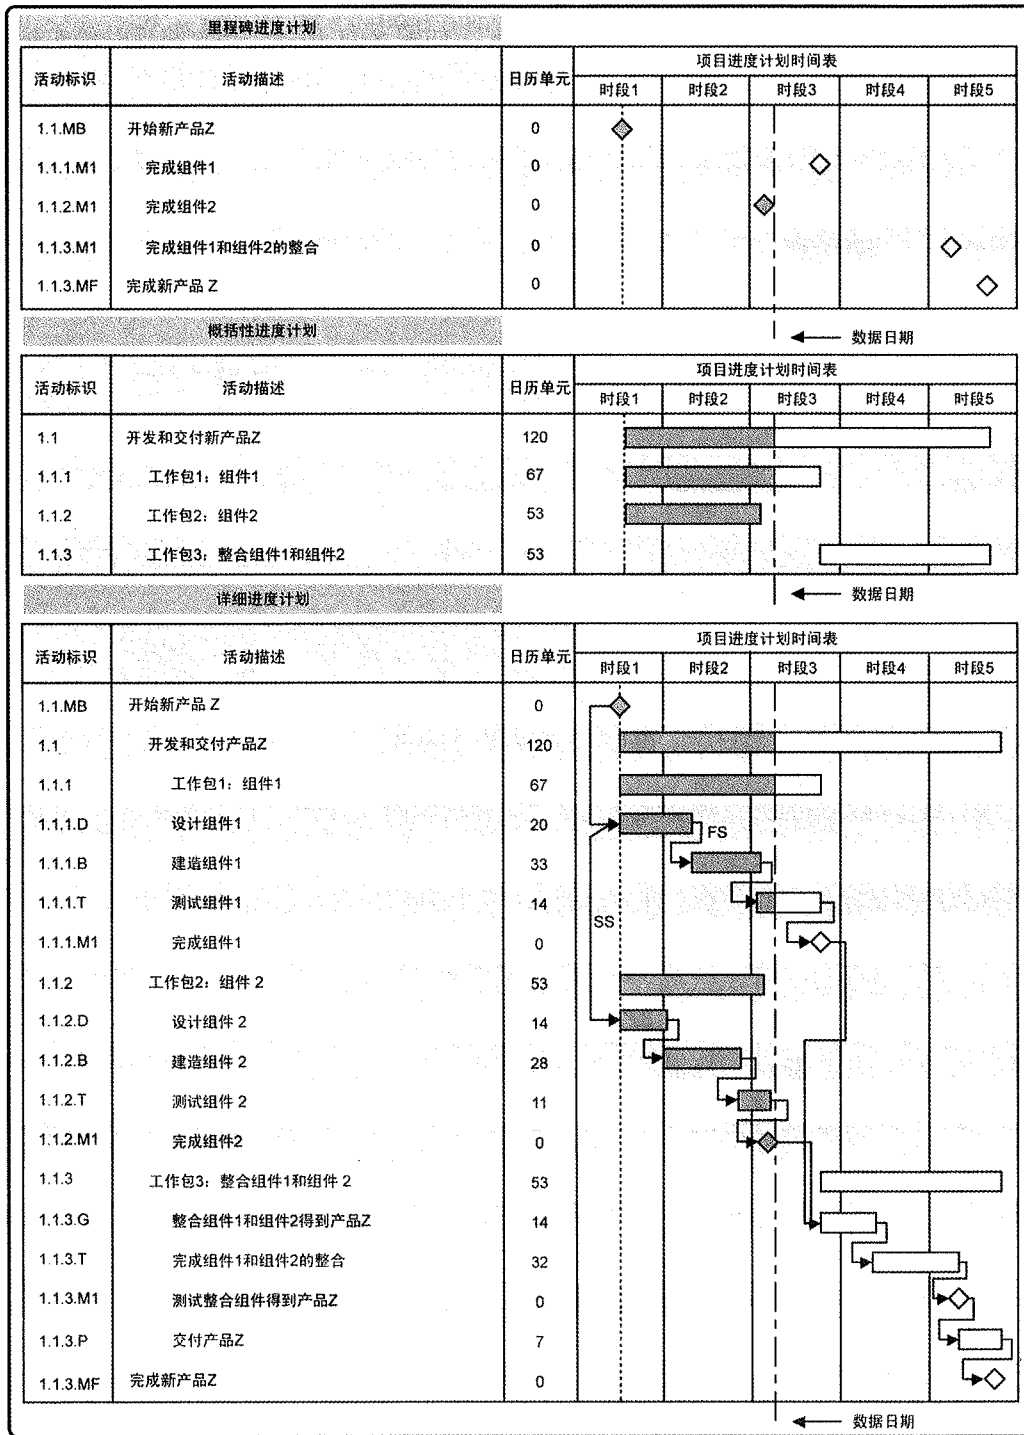 里程碑进度计划
活动标识 活动描述 日历单元 项目进度计划时间表
时段1 时段2 时段3 时段4 时段5
1.1.MB 开始新产品Z 0
1.1.1.M1 完成组件1 0
1.1.2.M1 完成组件2 0
1.1.3.M1 完成组件1和组件2的整合 0
1.1.3.MF 完成新产品 Z 0
数据日期
概括性进度计划
活动标识 活动描述 日历单元 项目进度计划时间表
时段1 时段2 时段3 时段4 时段5
1.1 开发和交付新产品Z 120
1.1.1 工作包1：组件1 67
1.1.2 工作包2：组件2 53
1.1.3 工作包3：整合组件1和组件2 53
数据日期
详细进度计划
活动标识 活动描述 日历单元 项目进度计划时间表
时段1 时段2 时段3 时段4 时段5
1.1.MB 开始新产品 Z 0
1.1 开发和交付产品Z 120
1.1.1 工作包1：组件1 67
1.1.1.D 设计组件1 20 FS
1.1.1.B 建造组件1 33
1.1.1.T 测试组件1 14
SS
1.1.1.M1 完成组件1 0
1.1.2 工作包2：组件 2 53
1.1.2.D 设计组件 2 14
1.1.2.B 建造组件 2 28
1.1.2.T 测试组件 2 11
1.1.2.M1 完成组件2 0
1.1.3 工作包3：整合组件1和组件 2 53
1.1.3.G 整合组件1和组件2得到产品Z 14
1.1.3.T 完成组件1和组件2的整合 32
1.1.3.M1 测试整合组件得到产品Z 0
1.1.3.P 交付产品Z 7
1.1.3.MF 完成新产品Z 0
数据日期